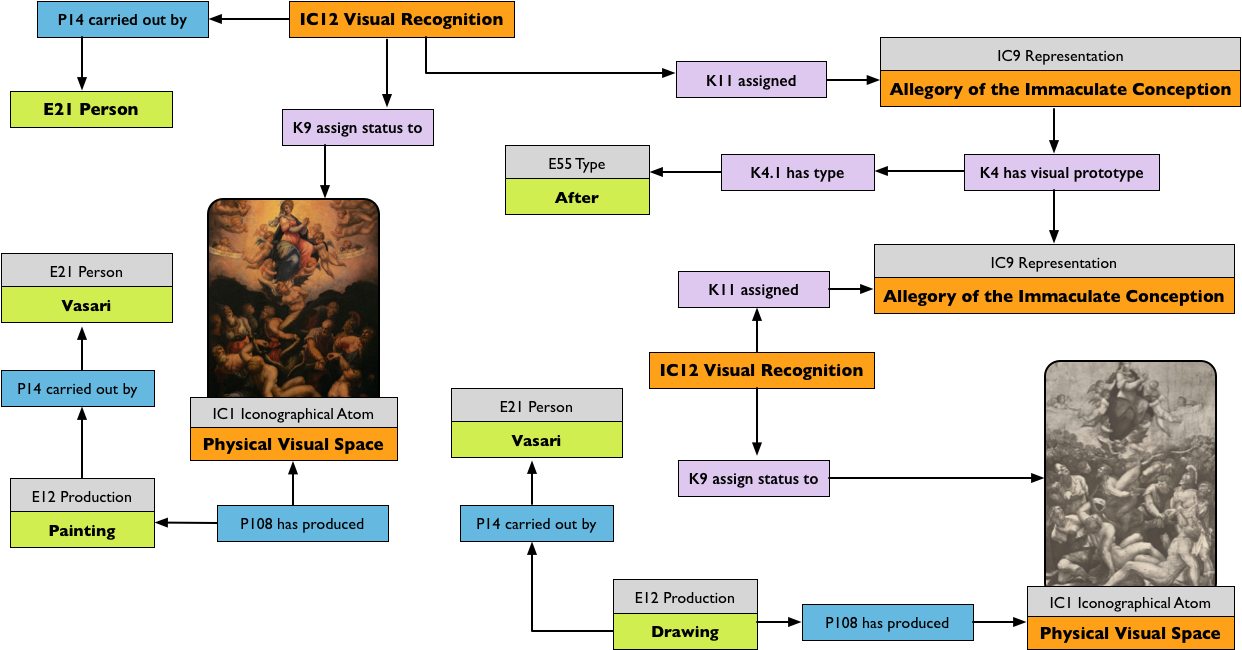 P14 carried out by
IC12 Visual Recognition
E21 Person
K9 assign status to
K11 assigned
IC9 Representation
Allegory of the Immaculate Conception
E55 Type
After
K4.1 has type
K4 has visual prototype
E21 Person
Vasari
P14 carried out by
E12 Production
Painting
P108 has produced
IC1 Iconographical Atom
Physical Visual Space
K11 assigned
IC9 Representation
Allegory of the Immaculate Conception
IC12 Visual Recognition
K9 assign status to
E21 Person
Vasari
P14 carried out by
E12 Production
Drawing
P108 has produced
IC1 Iconographical Atom
Physical Visual Space